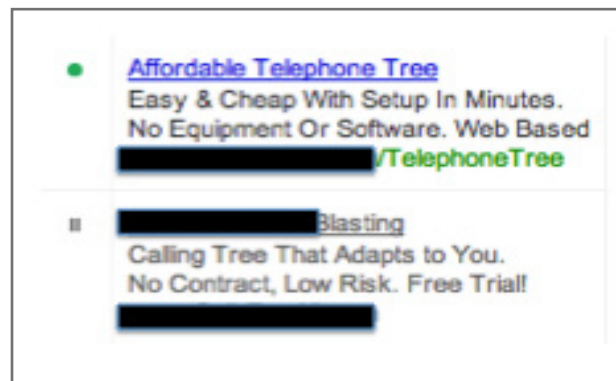 Affordable Telephone Tree
Easy & Cheap With Setup In Minutes.
No Equipment Or Software. Web Based
/TelephoneTree
Blasting
Calling Tree That Adapts to You.
No Contract, Low Risk. Free Trial!